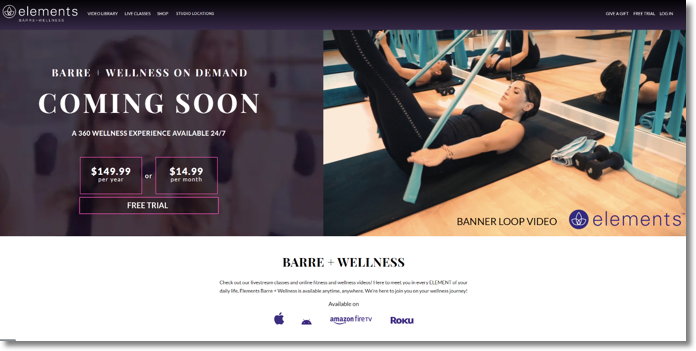 elements
BARRE + WELLNESS
VIDEO LIBRARY LIVE CLASSES SHOP STUDIO LOCATIONS
GIVE A GIFT FREE TRIAL LOG IN
BARRE + WELLNESS ON DEMAND
COMING SOON
A 360 WELLNESS EXPERIENCE AVAILABLE 24/7
$149.99
per year
or
$14.99
per month
FREE TRIAL
BANNER LOOP VIDEO
elements™
BARRE + WELLNESS
Check out our livestream classes and online fitness and wellness videos! Here to meet you in every ELEMENT of your
daily life, Elements Barre + Wellness is available anytime, anywhere. We're here to join you on your wellness journey!
Available on
amazon fireTV
ROKU